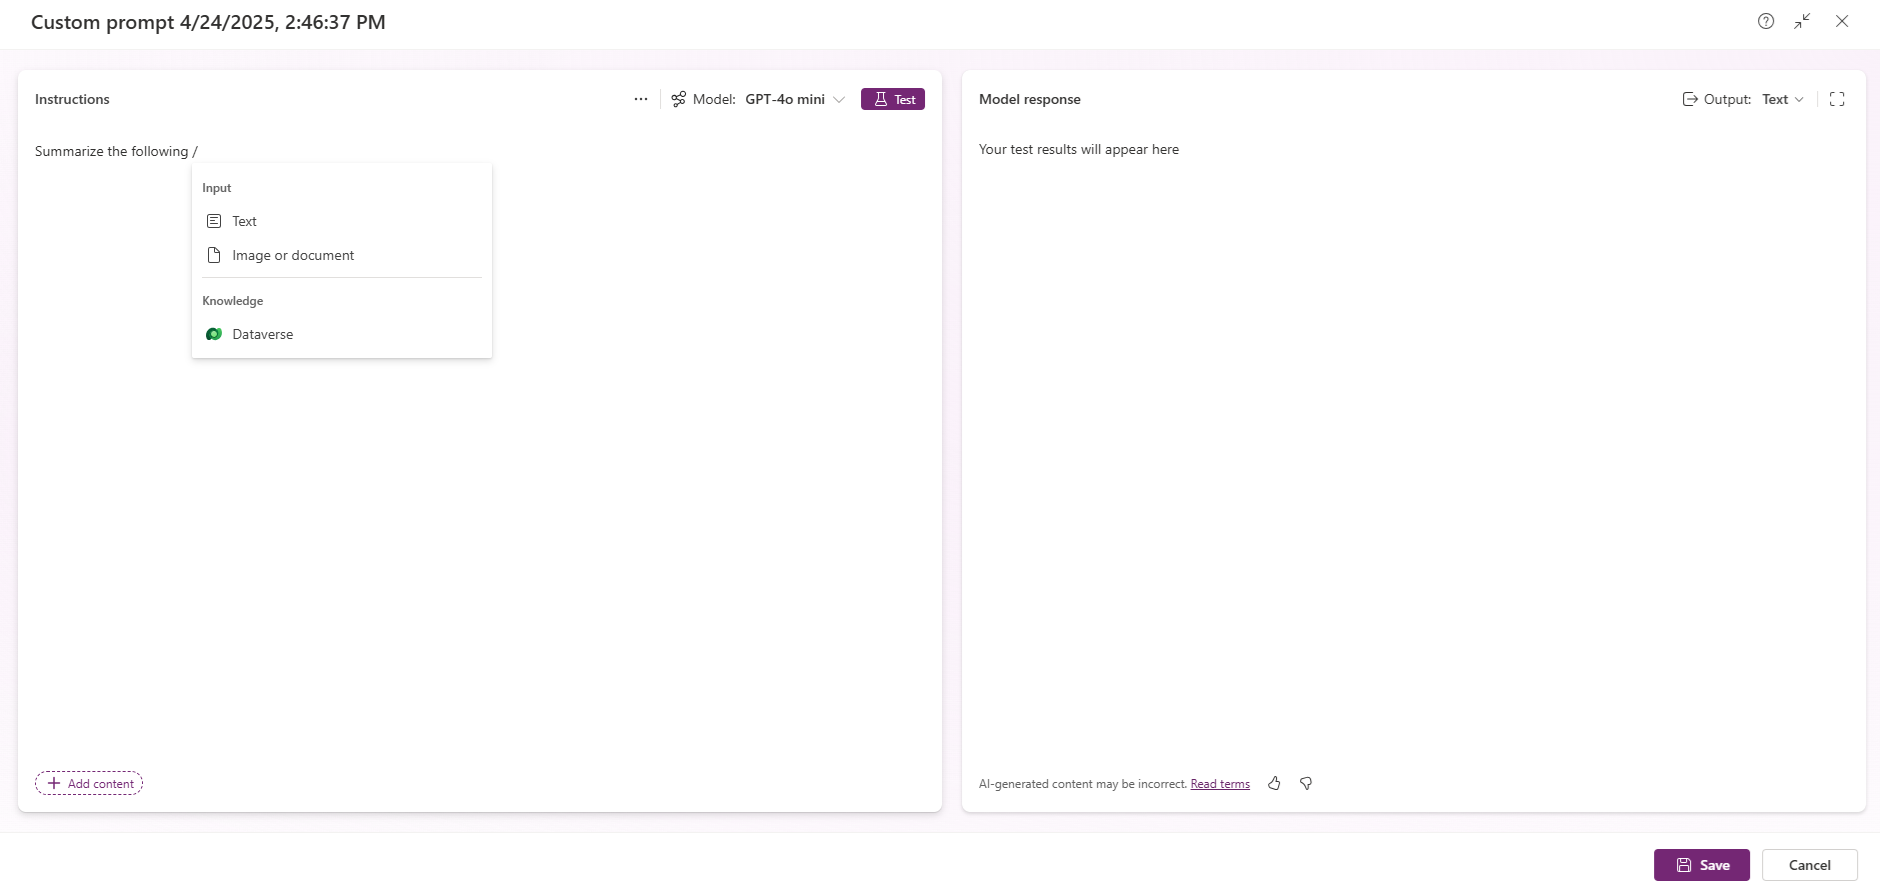 Custom prompt 4/24/2025, 2:46:37 PM
Instructions
Model: GPT-4o mini
Test
Summarize the following /
Input
Text
Image or document
Knowledge
Dataverse
Add content
Model response
Output: Text
Your test results will appear here
AI-generated content may be incorrect. Read terms
Save
Cancel